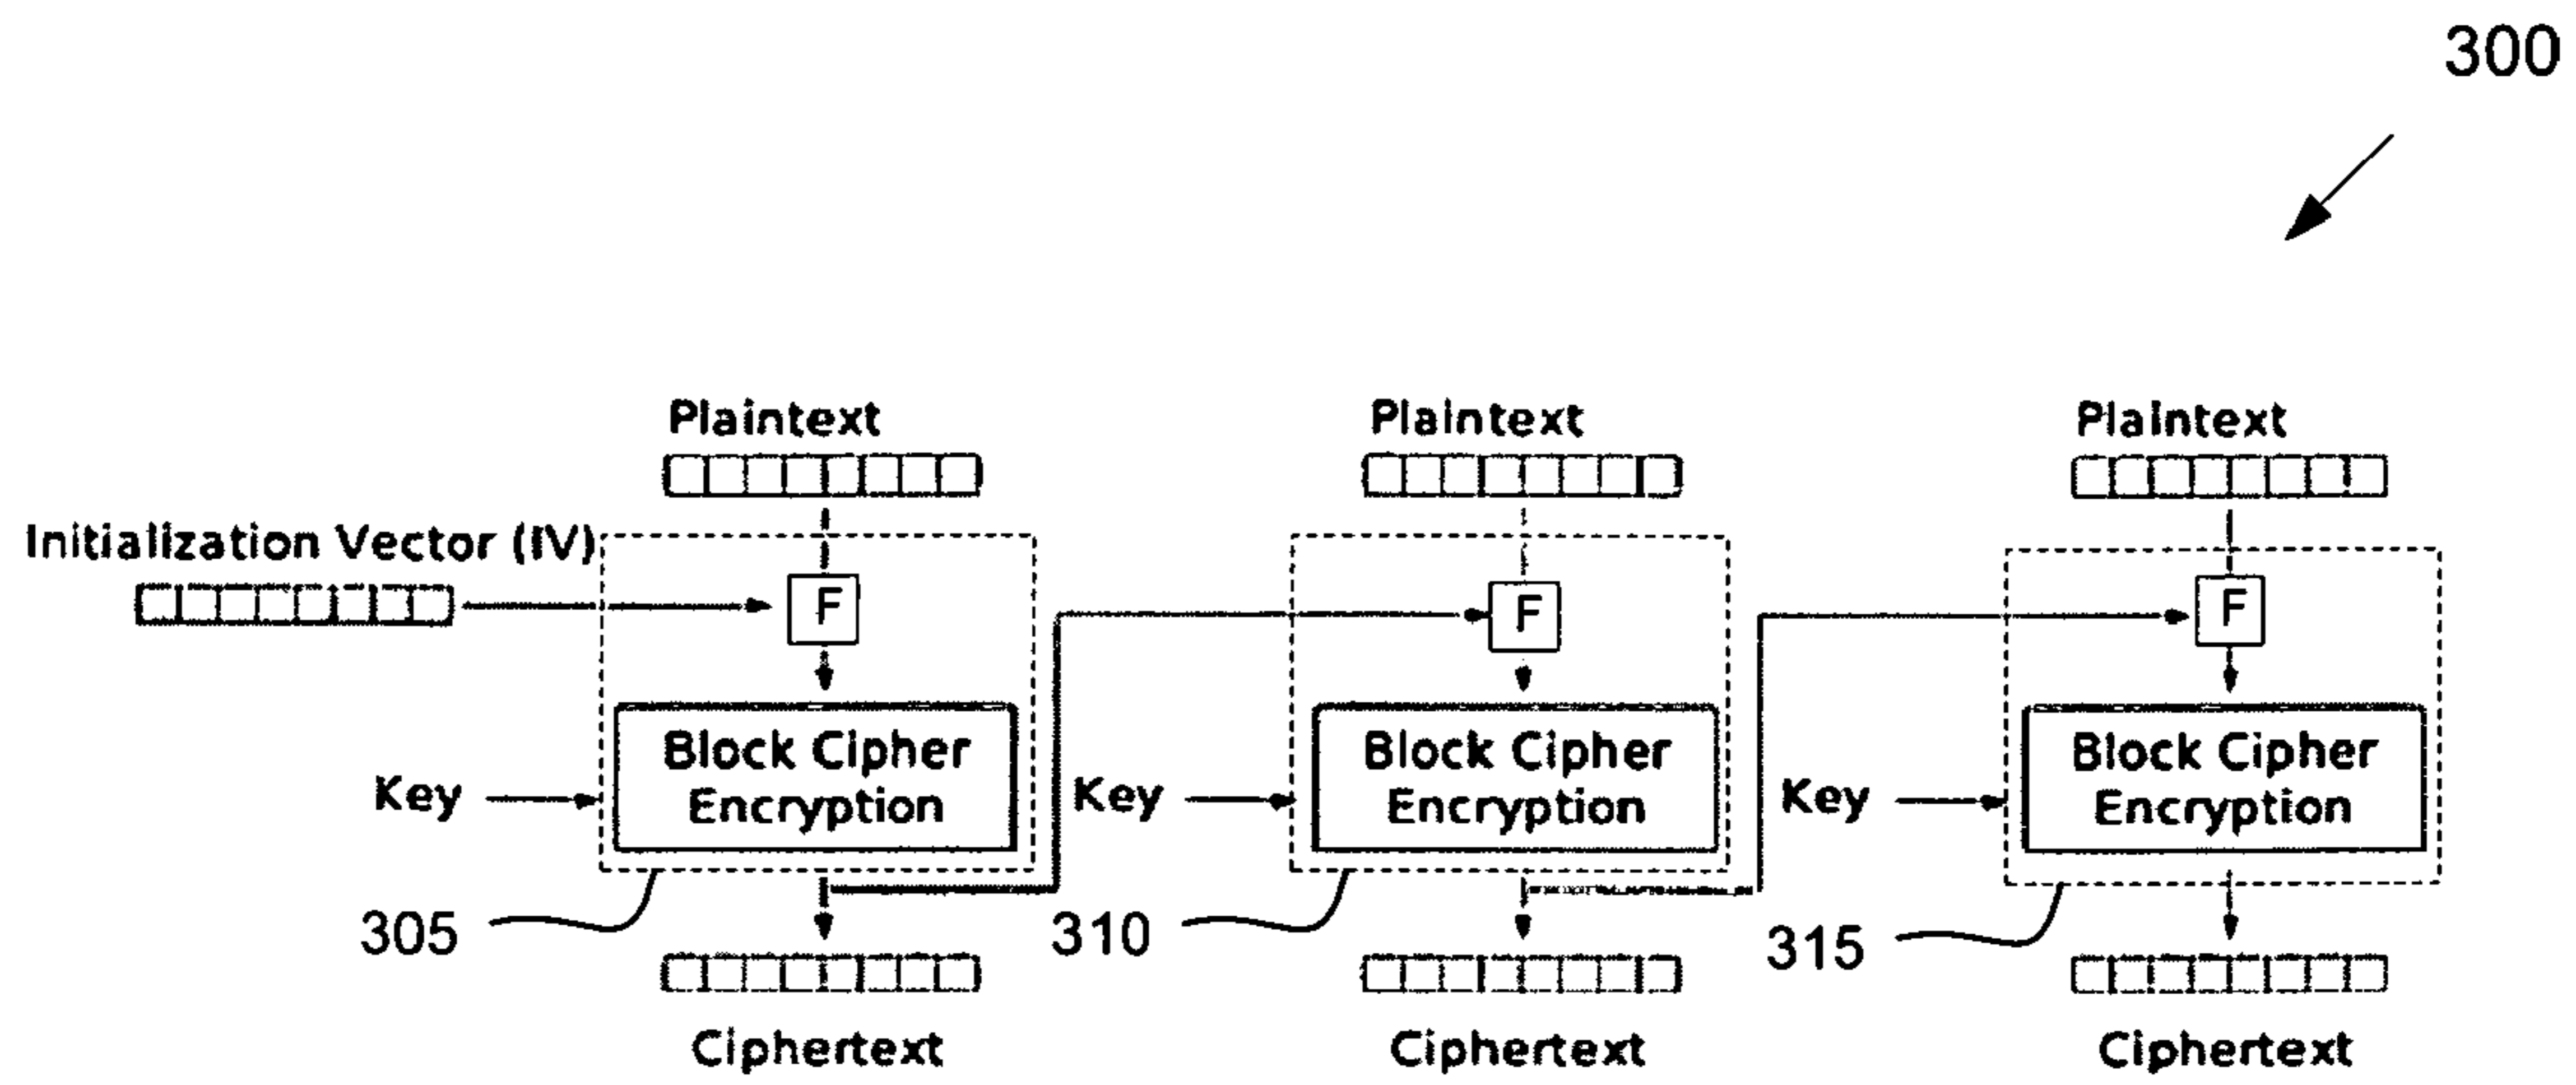 300
Plaintext
Plaintext
Plaintext
Initialization Vector (IV)
F
F
F
Block Cipher
Encryption
Block Cipher
Encryption
Block Cipher
Encryption
Key
Key
Key
305
310
315
Ciphertext
Ciphertext
Ciphertext